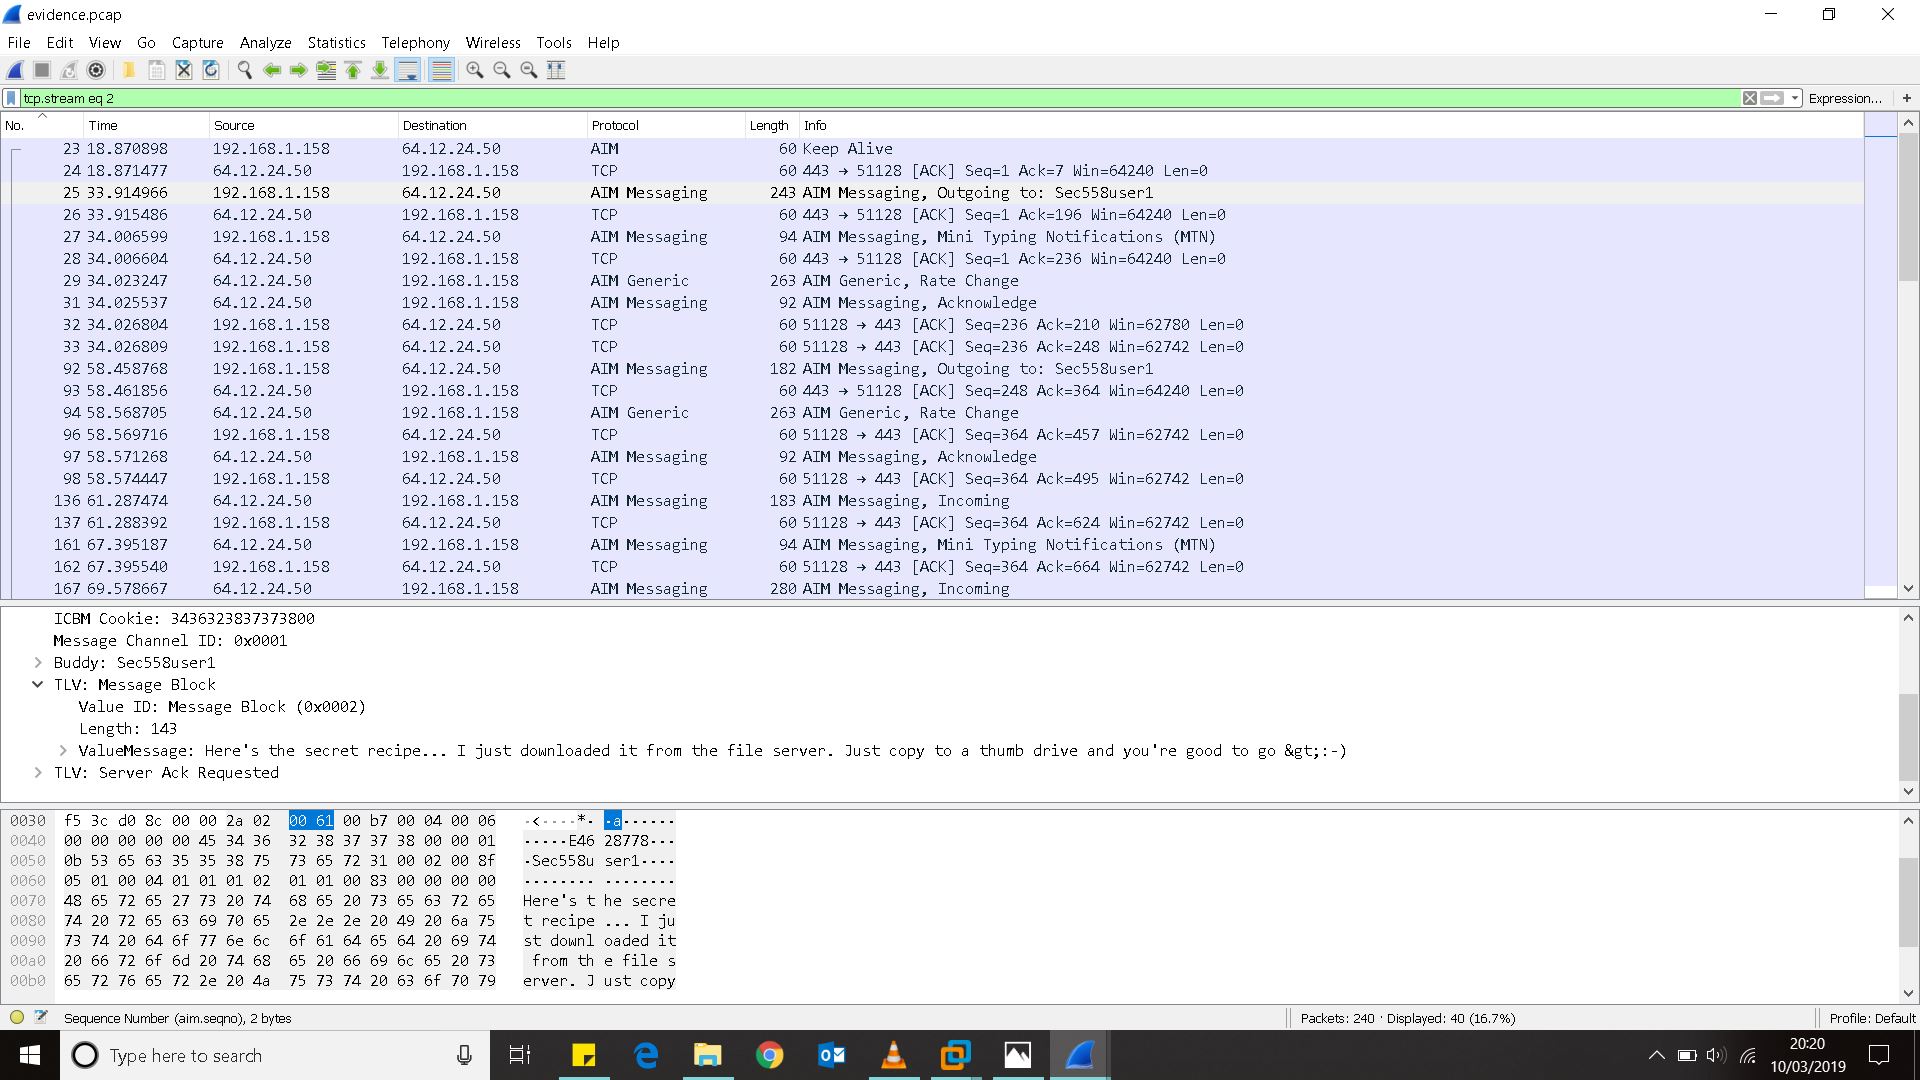 evidence.pcap
File Edit View Go Capture Analyze Statistics Telephony Wireless Tools Help
tcp.stream eq 2 Expression... +
No. Time Source Destination Protocol Length Info
23 18.870898 192.168.1.158 64.12.24.50 AIM 60 Keep Alive
24 18.871477 64.12.24.50 192.168.1.158 TCP 60 443 → 51128 [ACK] Seq=1 Ack=7 Win=64240 Len=0
25 33.914966 192.168.1.158 64.12.24.50 AIM Messaging 243 AIM Messaging, Outgoing to: Sec558user1
26 33.915486 64.12.24.50 192.168.1.158 TCP 60 443 → 51128 [ACK] Seq=1 Ack=196 Win=64240 Len=0
27 34.006599 192.168.1.158 64.12.24.50 AIM Messaging 94 AIM Messaging, Mini Typing Notifications (MTN)
28 34.006604 64.12.24.50 192.168.1.158 TCP 60 443 → 51128 [ACK] Seq=1 Ack=236 Win=64240 Len=0
29 34.023247 64.12.24.50 192.168.1.158 AIM Generic 263 AIM Generic, Rate Change
31 34.025537 64.12.24.50 192.168.1.158 AIM Messaging 92 AIM Messaging, Acknowledge
32 34.026804 192.168.1.158 64.12.24.50 TCP 60 51128 → 443 [ACK] Seq=236 Ack=210 Win=62780 Len=0
33 34.026809 192.168.1.158 64.12.24.50 TCP 60 51128 → 443 [ACK] Seq=236 Ack=248 Win=62742 Len=0
92 58.458768 192.168.1.158 64.12.24.50 AIM Messaging 182 AIM Messaging, Outgoing to: Sec558user1
93 58.461856 64.12.24.50 192.168.1.158 TCP 60 443 → 51128 [ACK] Seq=248 Ack=364 Win=64240 Len=0
94 58.568705 64.12.24.50 192.168.1.158 AIM Generic 263 AIM Generic, Rate Change
96 58.569716 192.168.1.158 64.12.24.50 TCP 60 51128 → 443 [ACK] Seq=364 Ack=457 Win=62742 Len=0
97 58.571268 64.12.24.50 192.168.1.158 AIM Messaging 92 AIM Messaging, Acknowledge
98 58.574447 192.168.1.158 64.12.24.50 TCP 60 51128 → 443 [ACK] Seq=364 Ack=495 Win=62742 Len=0
136 61.287474 64.12.24.50 192.168.1.158 AIM Messaging 183 AIM Messaging, Incoming
137 61.288392 192.168.1.158 64.12.24.50 TCP 60 51128 → 443 [ACK] Seq=364 Ack=624 Win=62742 Len=0
161 67.395187 64.12.24.50 192.168.1.158 AIM Messaging 94 AIM Messaging, Mini Typing Notifications (MTN)
162 67.395540 192.168.1.158 64.12.24.50 TCP 60 51128 → 443 [ACK] Seq=364 Ack=664 Win=62742 Len=0
167 69.578667 64.12.24.50 192.168.1.158 AIM Messaging 280 AIM Messaging, Incoming
ICBM Cookie: 3436323837373800
Message Channel ID: 0x0001
Buddy: Sec558user1
TLV: Message Block
Value ID: Message Block (0x0002)
Length: 143
ValueMessage: Here's the secret recipe... I just downloaded it from the file server. Just copy to a thumb drive and you're good to go &gt;:-)
TLV: Server Ack Requested
0030 f5 3c d0 8c 00 00 2a 02 00 61 00 b7 00 04 00 06 ·<····*· ·a······
0040 00 00 00 00 00 45 34 36 32 38 37 37 38 00 00 01 ·····E46 28778···
0050 0b 53 65 63 35 35 38 75 73 65 72 31 00 02 00 8f ·Sec558u ser1····
0060 05 01 00 04 01 01 01 02 01 01 00 83 00 00 00 00 ········ ········
0070 48 65 72 65 27 73 20 74 68 65 20 73 65 63 72 65 Here's t he secre
0080 74 20 72 65 63 69 70 65 2e 2e 2e 20 49 20 6a 75 t recipe ... I ju
0090 73 74 20 64 6f 77 6e 6c 6f 61 64 65 64 20 69 74 st downl oaded it
00a0 20 66 72 6f 6d 20 74 68 65 20 66 69 6c 65 20 73  from th e file s
00b0 65 72 76 65 72 2e 20 4a 75 73 74 20 63 6f 70 79 erver. J ust copy
Sequence Number (aim.seqno), 2 bytes Packets: 240 · Displayed: 40 (16.7%) Profile: Default
Type here to search 20:20
10/03/2019